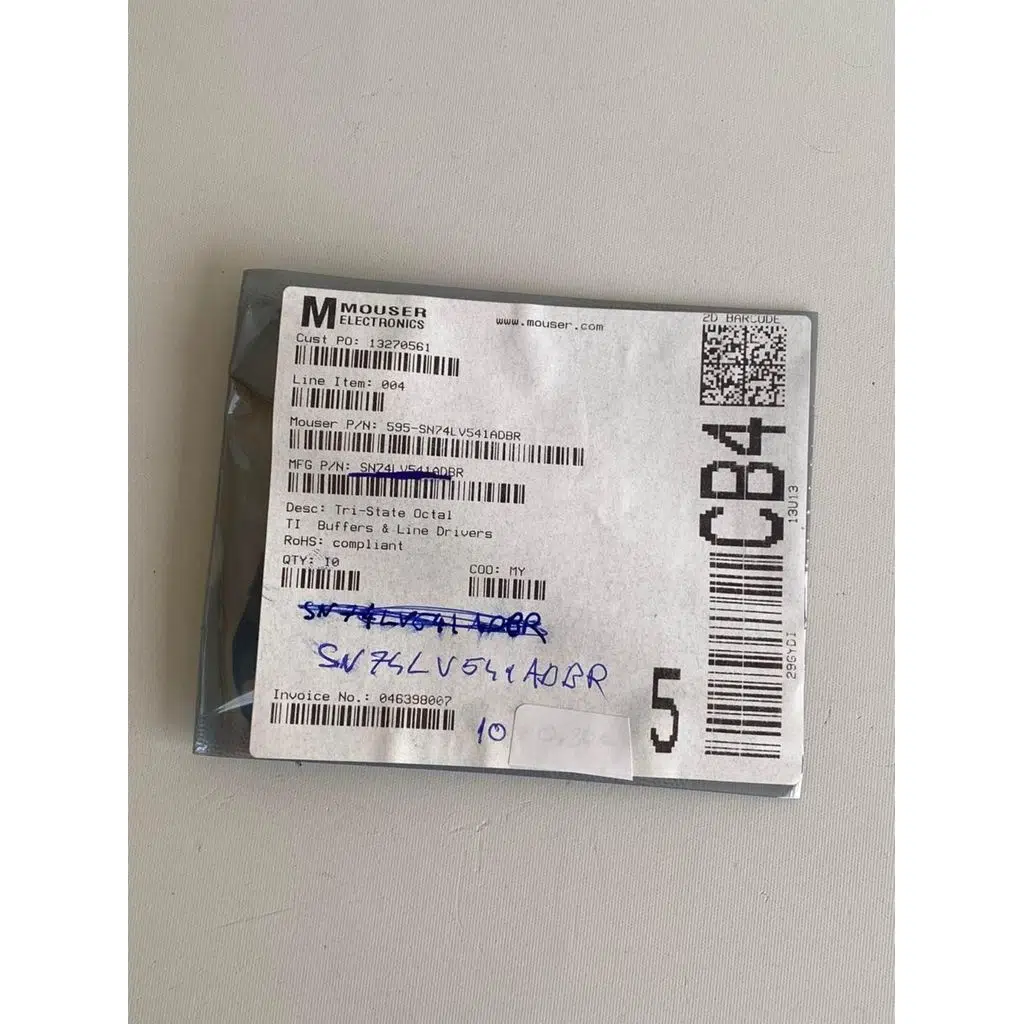 MOUSER
ELECTRONICS
www.mouser.com
2D BARCODE
Cust PO: 13270561
Line Item: 004
Mouser P/N: 595-SN74LV541ADBR
MFG P/N: SN74LV541ADBR
Desc: Tri-State Octal
TI Buffers & Line Drivers
RoHS: compliant
QTY: 10
COO: MY
SN74LV541ADBR
SN74LV541ADBR
Invoice No.: 046398007
10
5
CB4
13U13
29GYDI